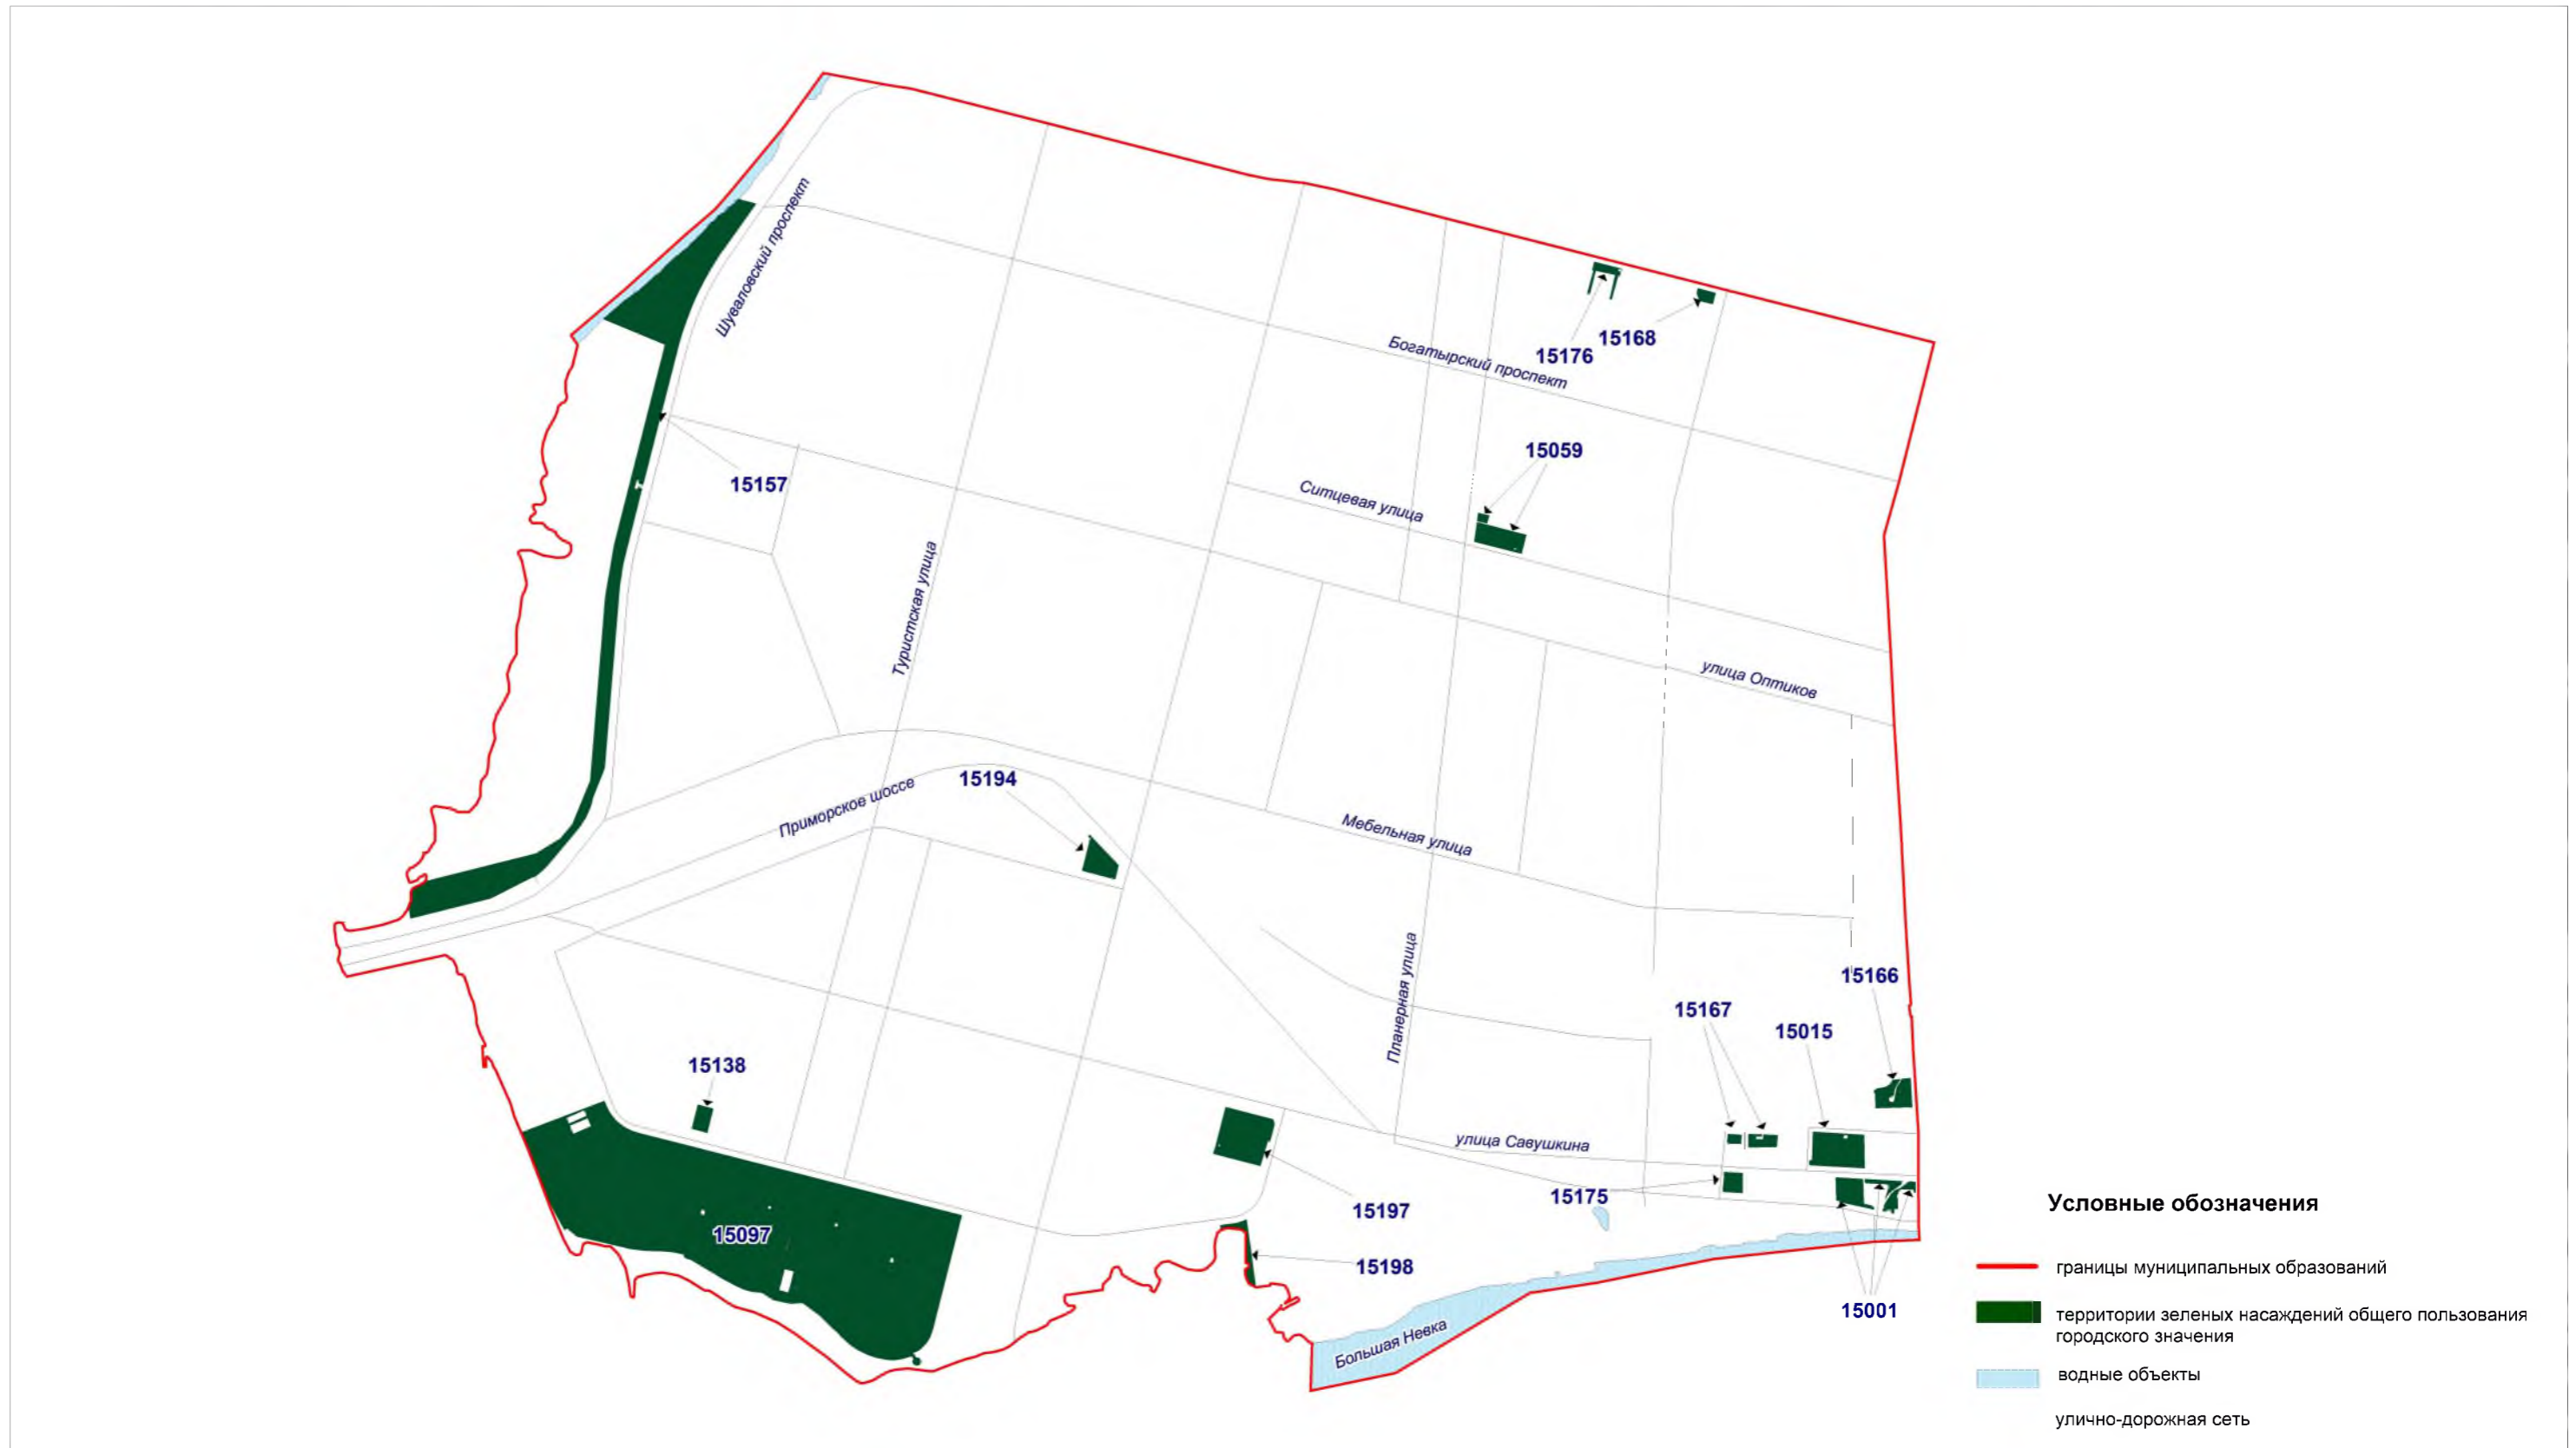 Шуваловский проспект
15176
15168
Богатырский проспект
15059
15157
Ситцевая улица
Туристская улица
улица Оптиков
15194
Приморское шоссе
Мебельная улица
Планерная улица
15166
15167
15015
15138
улица Савушкина
15175
15197
15097
15198
15001
Большая Невка
Условные обозначения
границы муниципальных образований
территории зеленых насаждений общего пользования
городского значения
водные объекты
улично-дорожная сеть